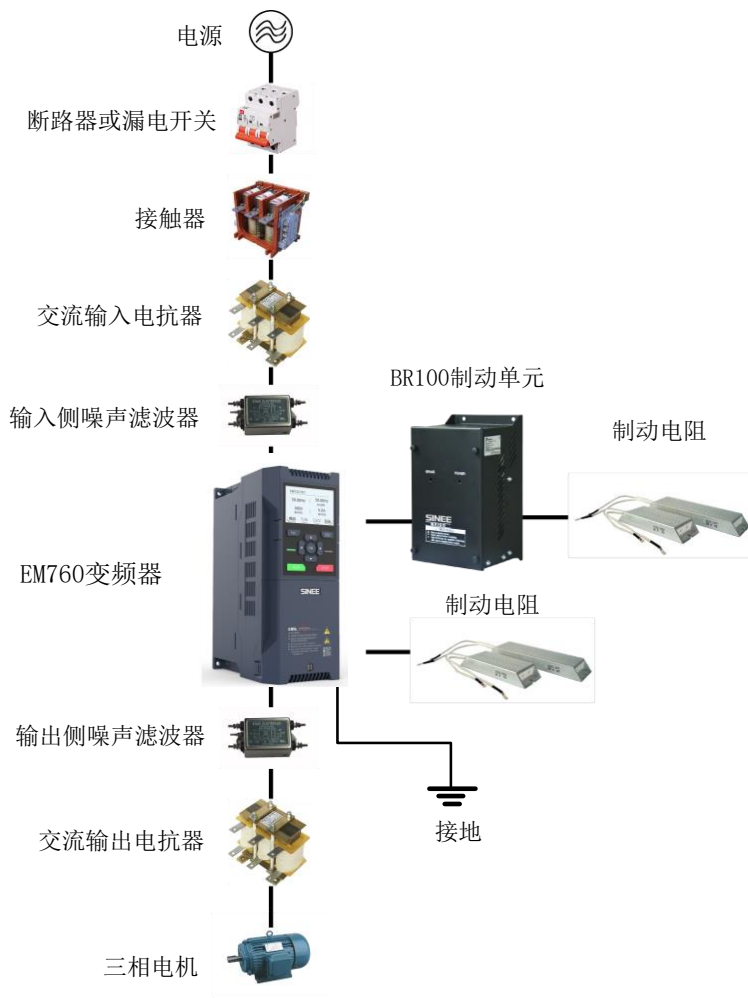 电源
断路器或漏电开关
接触器
交流输入电抗器
BR100制动单元
输入侧噪声滤波器
制动电阻
SINEE
EM760变频器
SINEE
制动电阻
输出侧噪声滤波器
接地
交流输出电抗器
三相电机